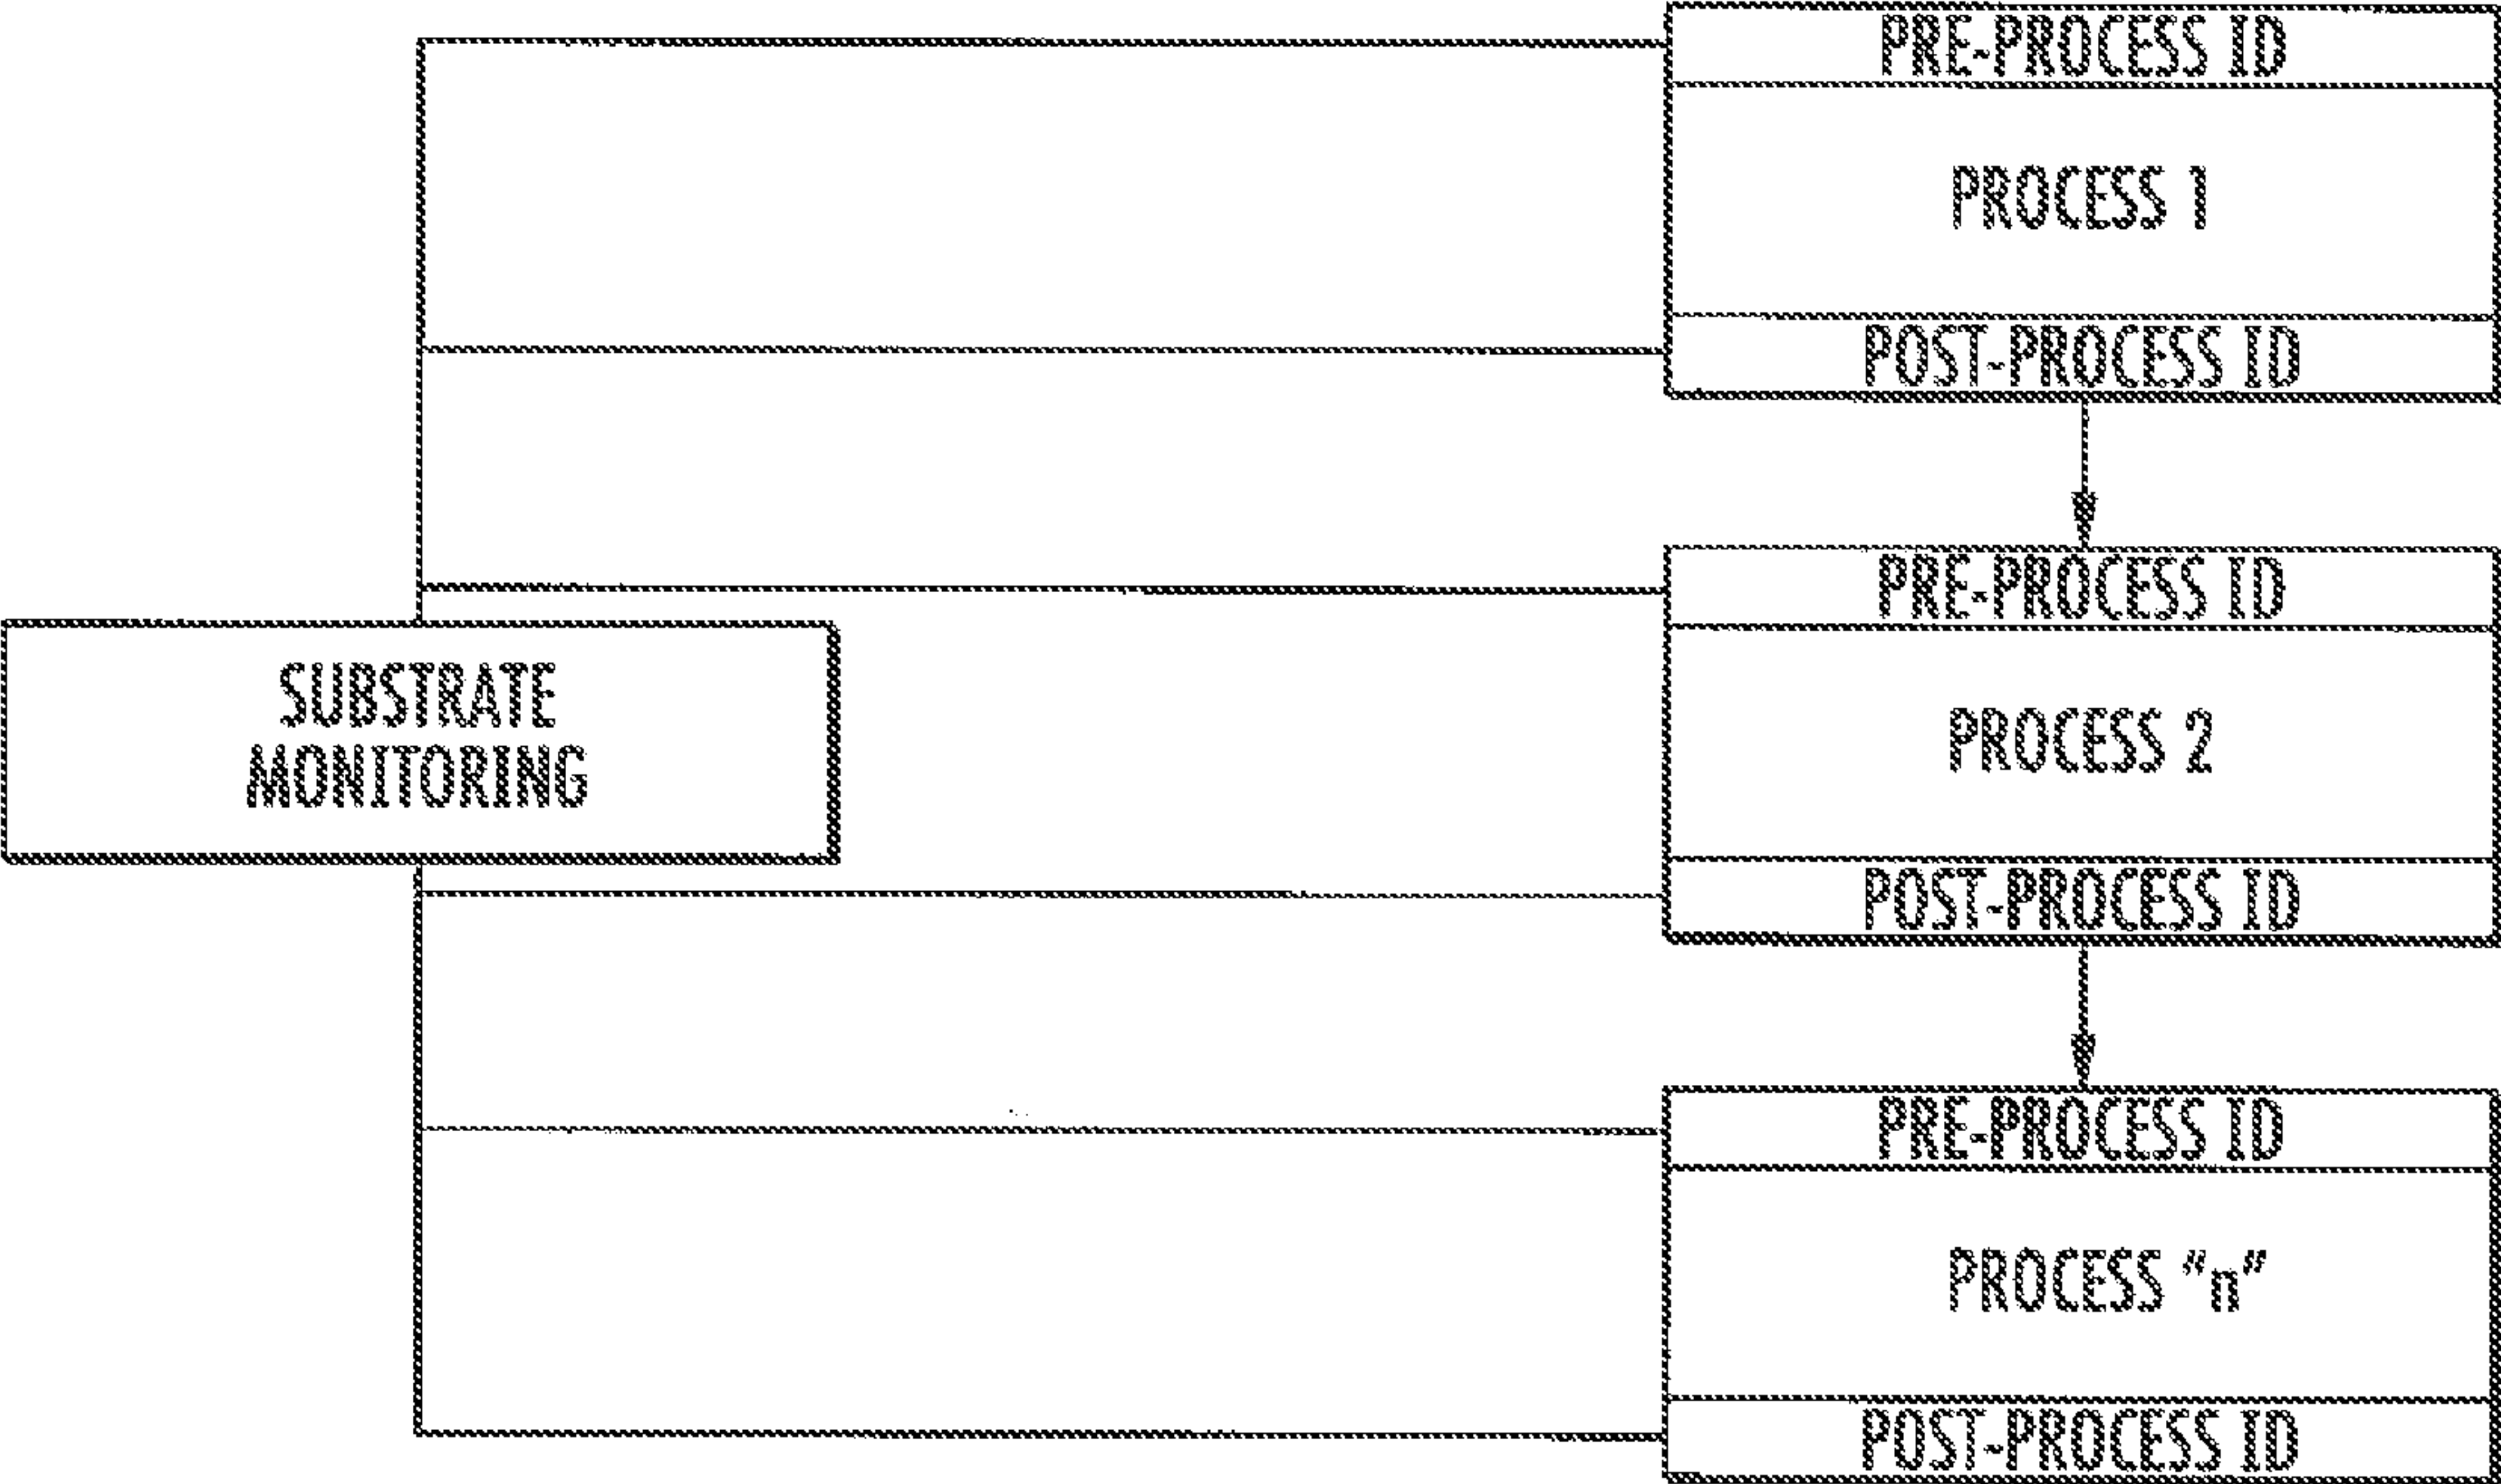 PRE-PROCESS ID
PROCESS 1
POST-PROCESS ID
PRE-PROCESS ID
SUBSTRATE
MONITORING
PROCESS 2
POST-PROCESS ID
PRE-PROCESS ID
PROCESS “n”
POST-PROCESS ID